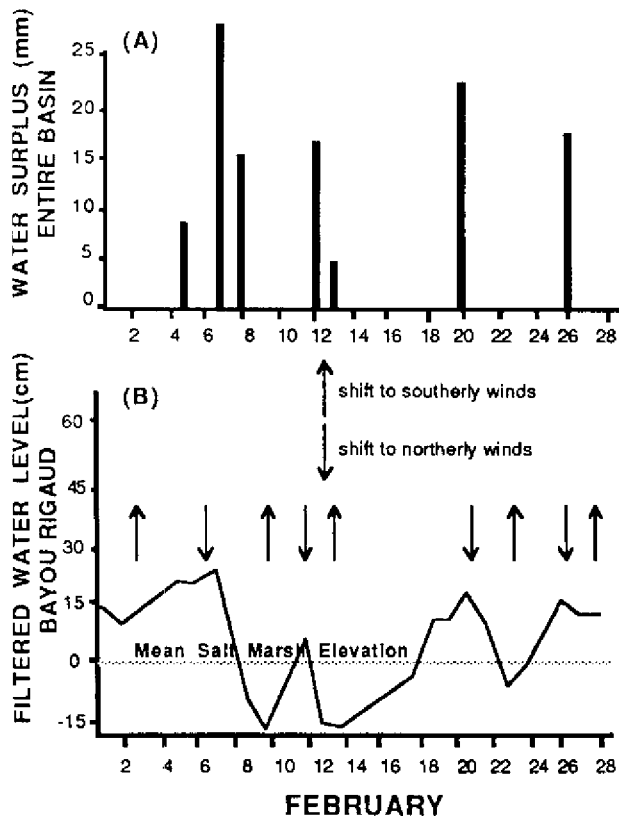 (A)
WATER SURPLUS (mm)
ENTIRE BASIN
25
20
15
10
5
0
2 4 6 8 10 12 14 16 18 20 22 24 26 28
shift to southerly winds
shift to northerly winds
(B)
FILTERED WATER LEVEL(cm)
BAYOU RIGAUD
60
45
30
15
0
-15
Mean Salt Marsh Elevation
2 4 6 8 10 12 14 16 18 20 22 24 26 28
FEBRUARY